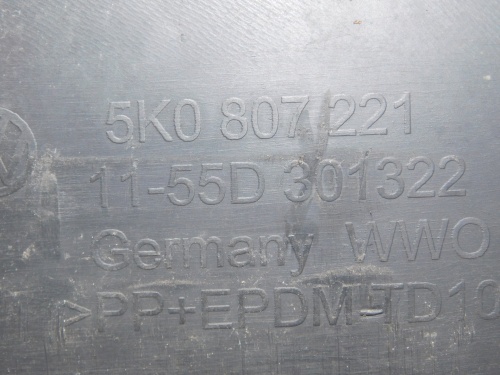 5K0 807 221
11-55D 301322
Germany WWO
>PP+EPDM-TD10